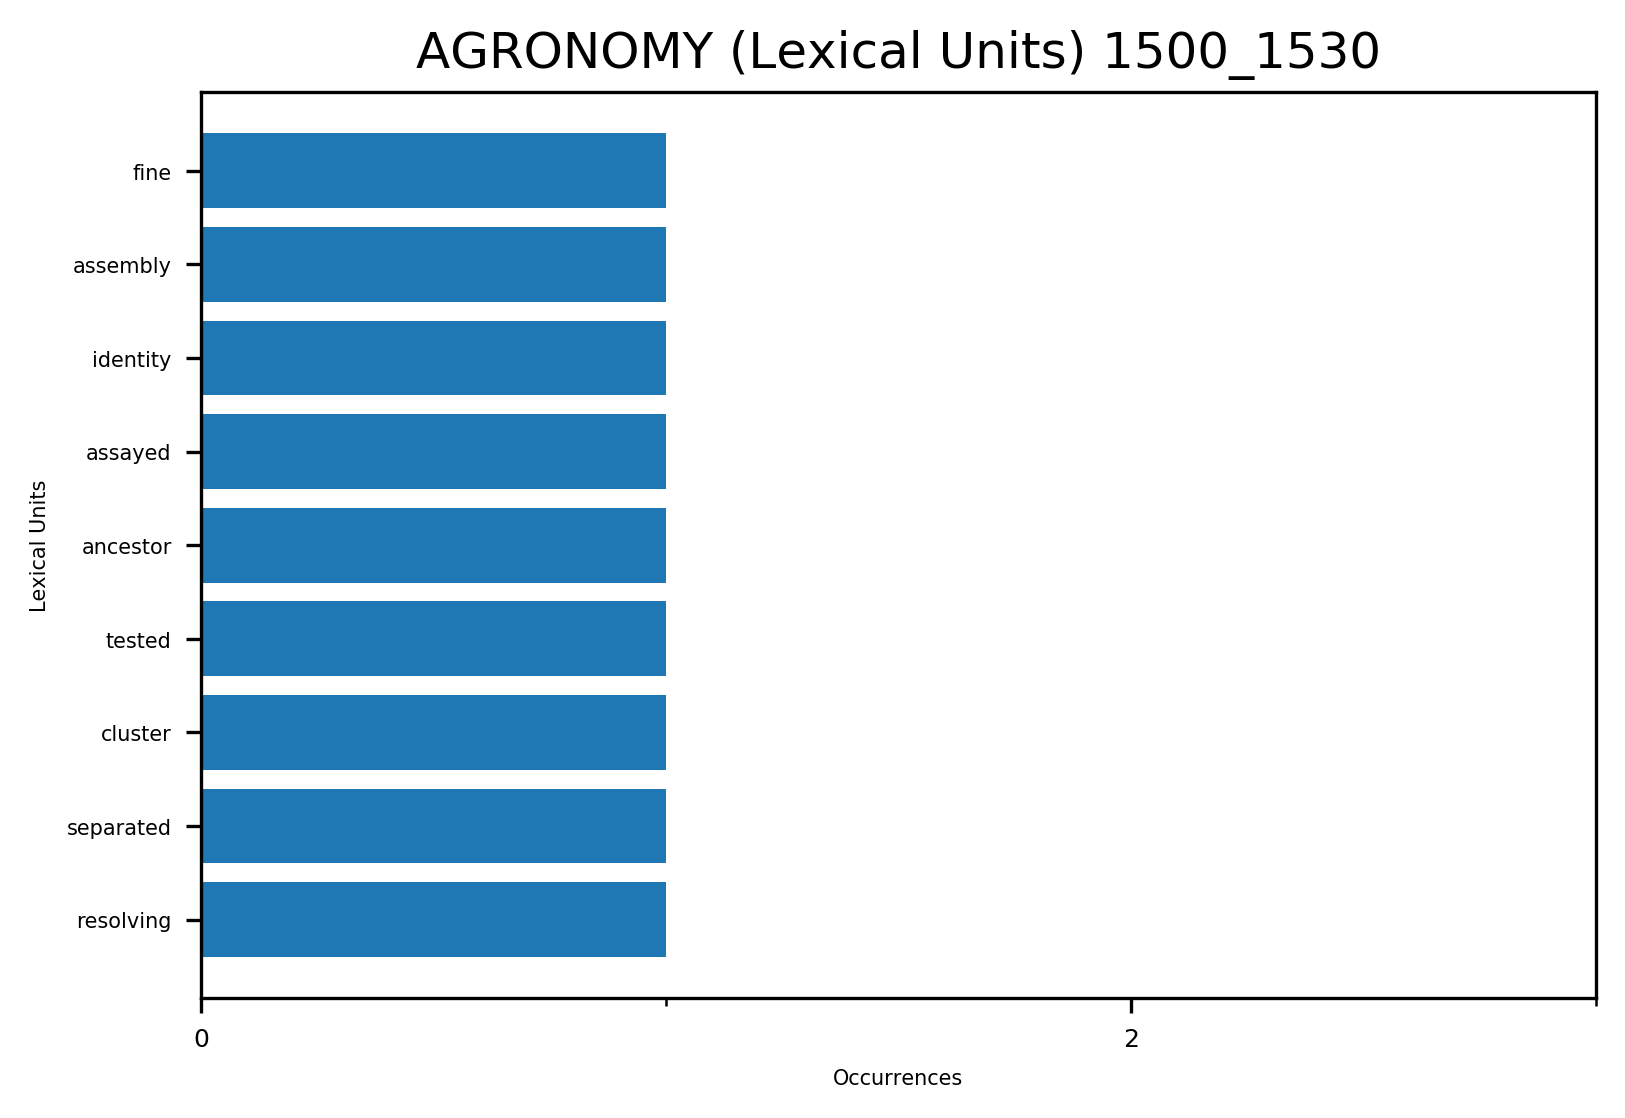 AGRONOMY (Lexical Units) 1500_1530
fine
assembly
identity
assayed
ancestor
tested
cluster
separated
resolving
Lexical Units
0 2
Occurrences